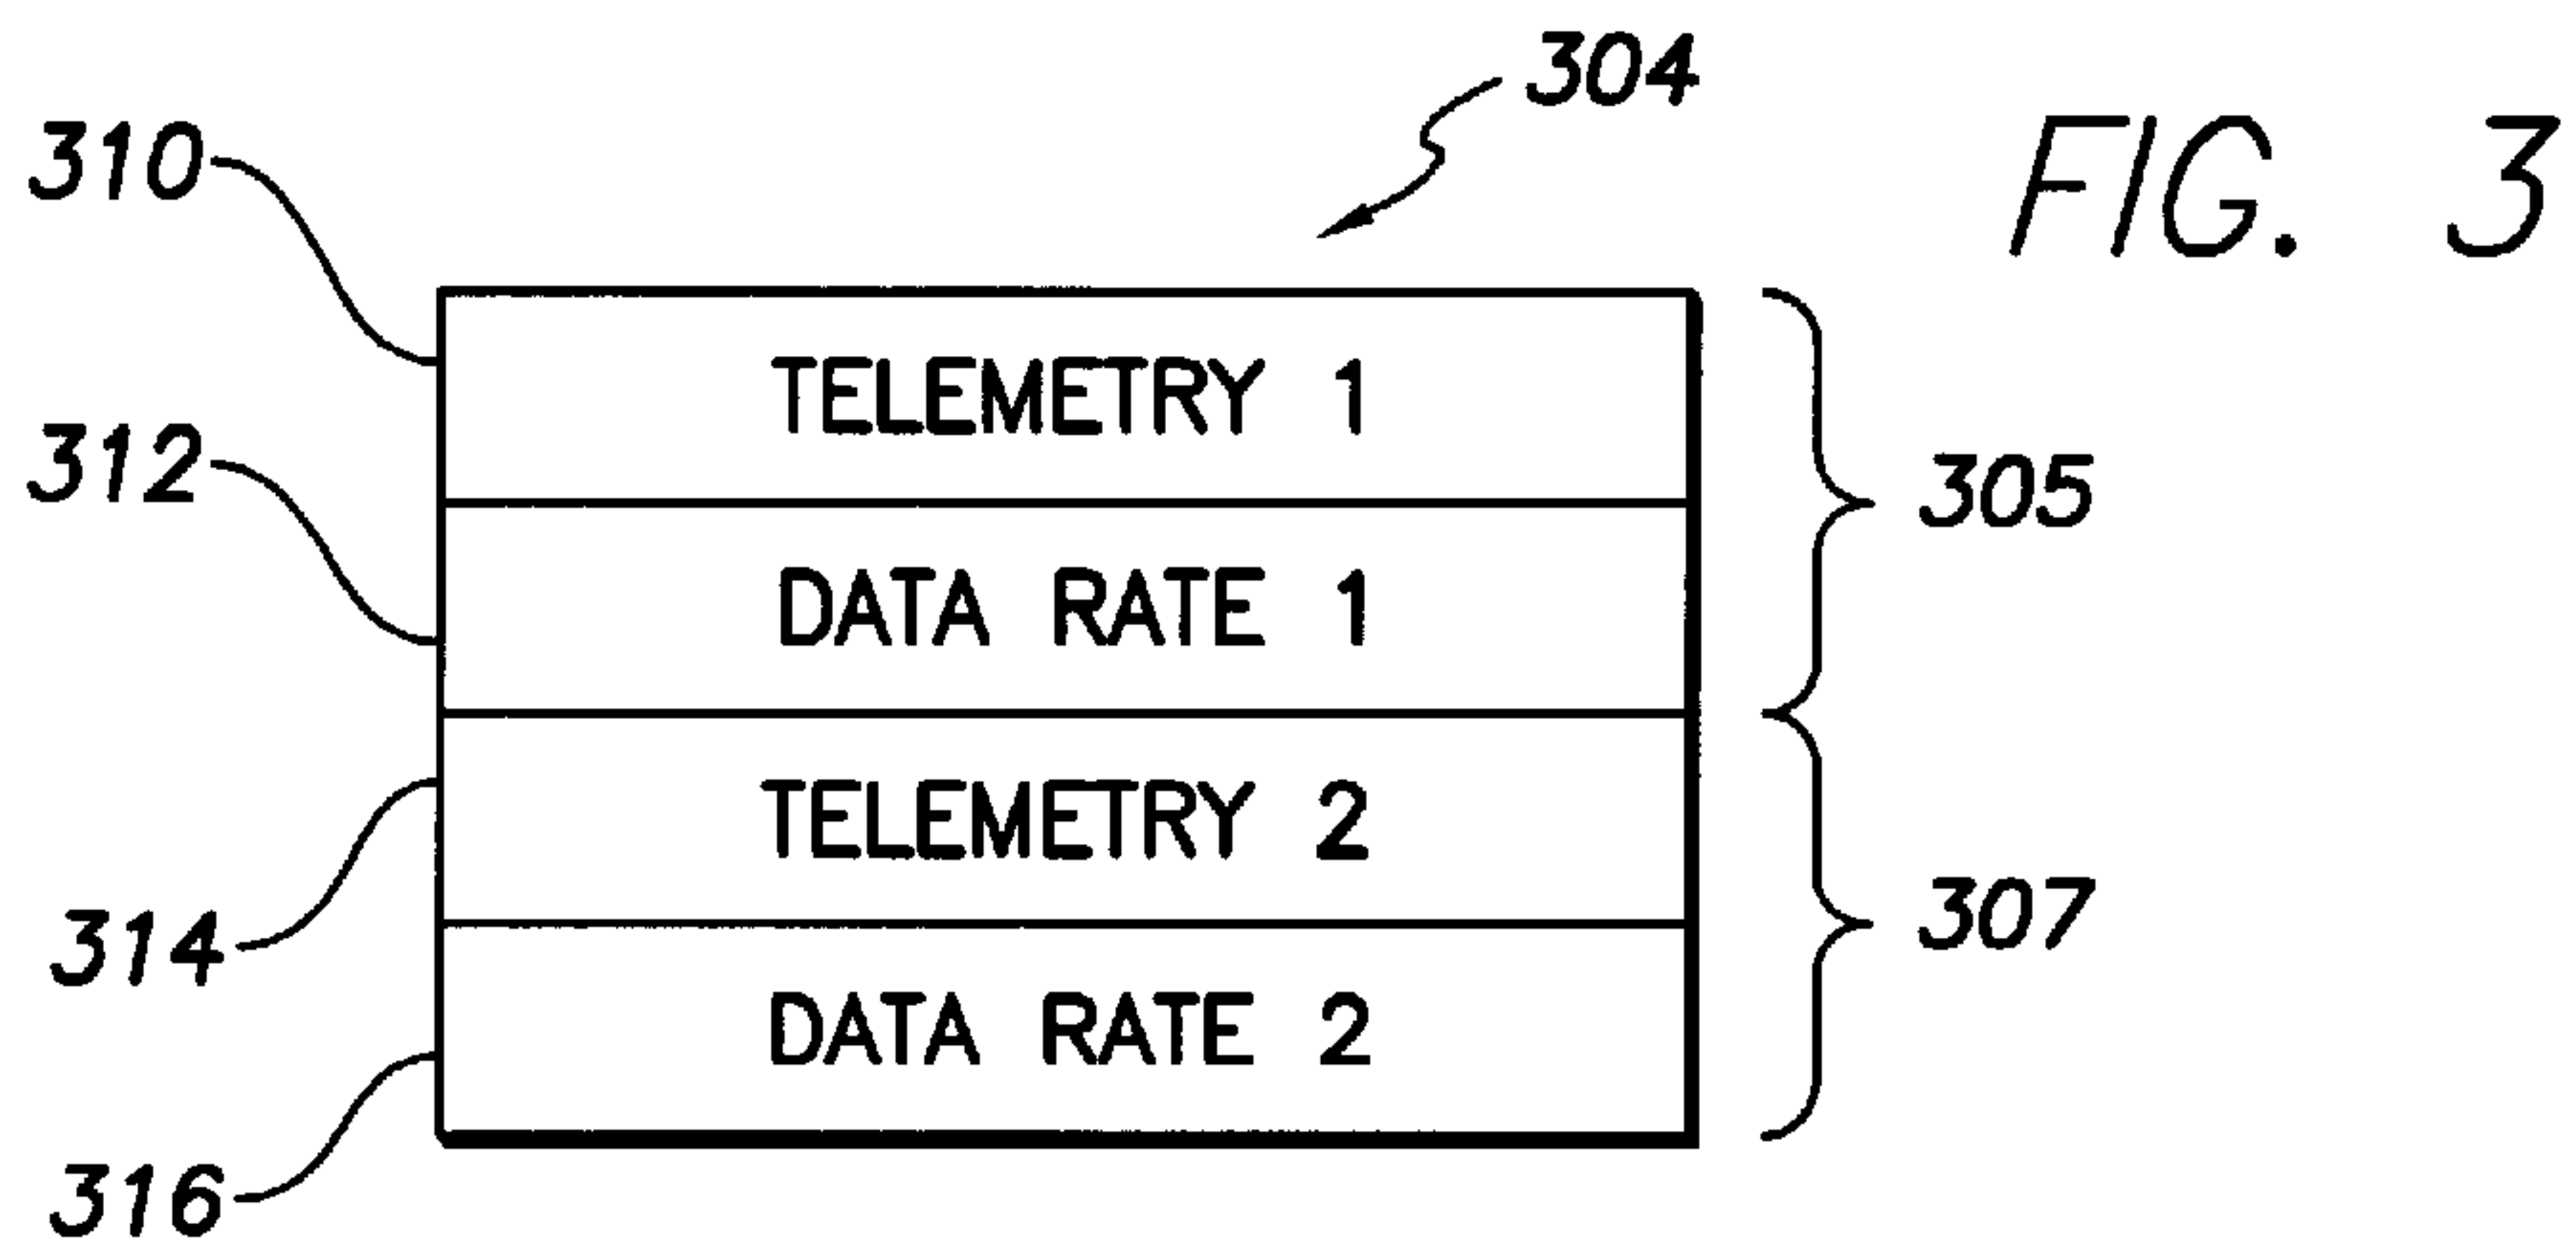 304
FIG. 3
310
TELEMETRY 1
312
DATA RATE 1
305
TELEMETRY 2
314
307
DATA RATE 2
316